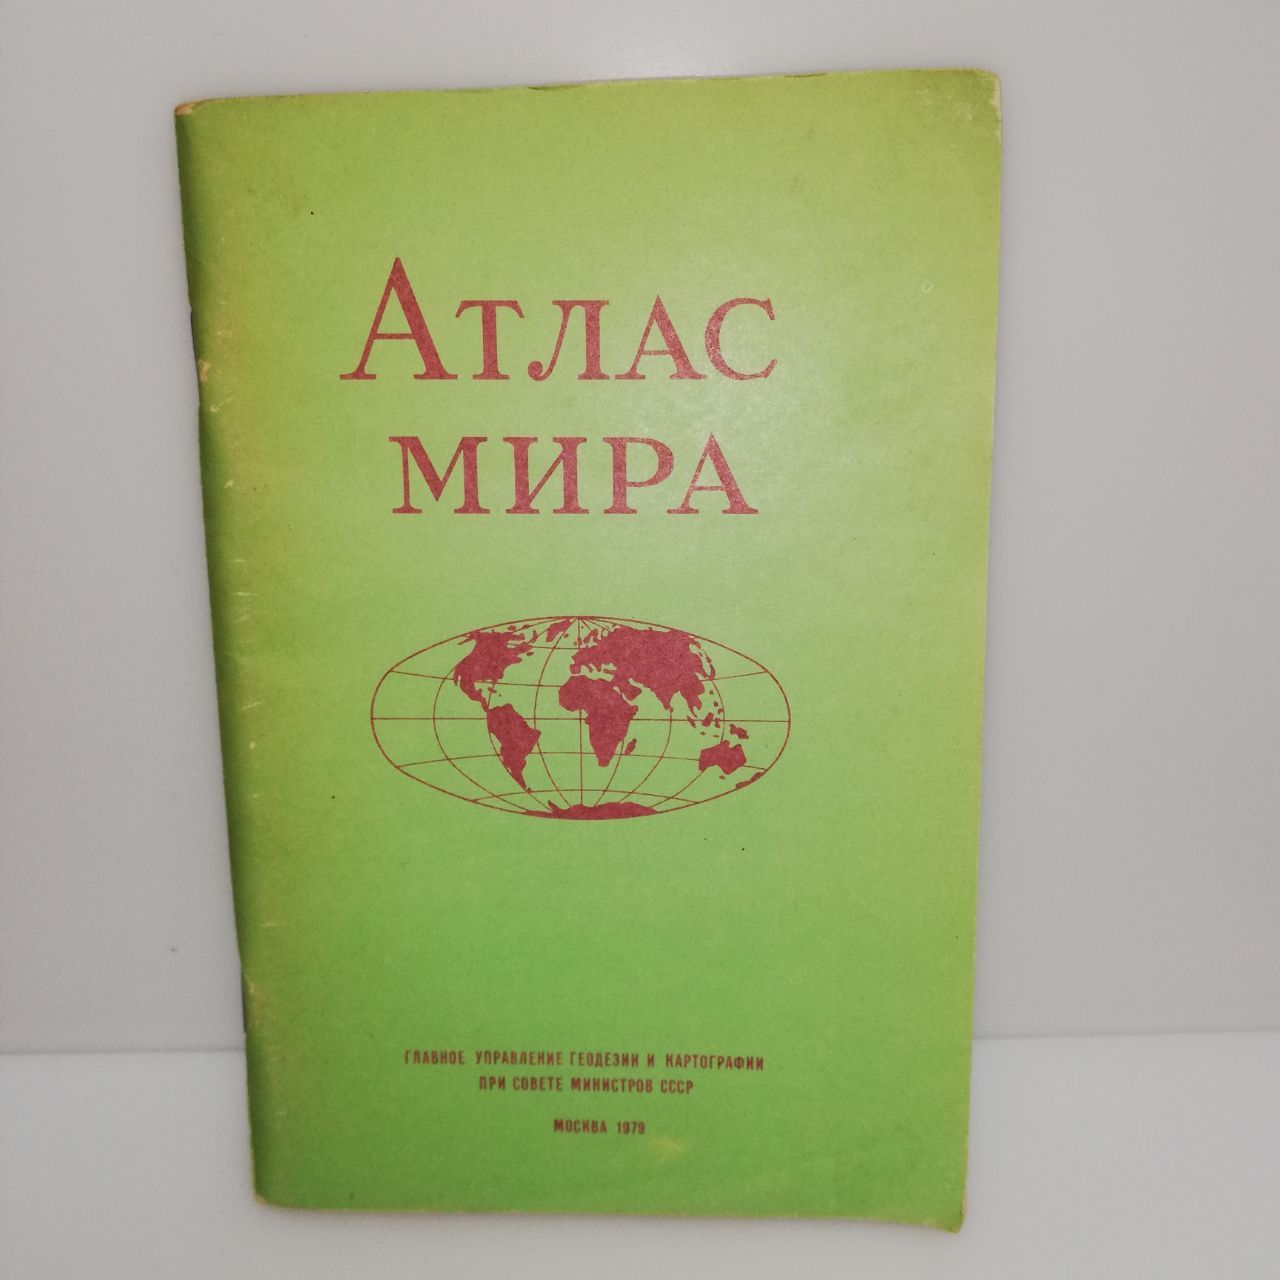 Атлас
мира
ГЛАВНОЕ УПРАВЛЕНИЕ ГЕОДЕЗИИ И КАРТОГРАФИИ
ПРИ СОВЕТЕ МИНИСТРОВ СССР
МОСКВА 1979